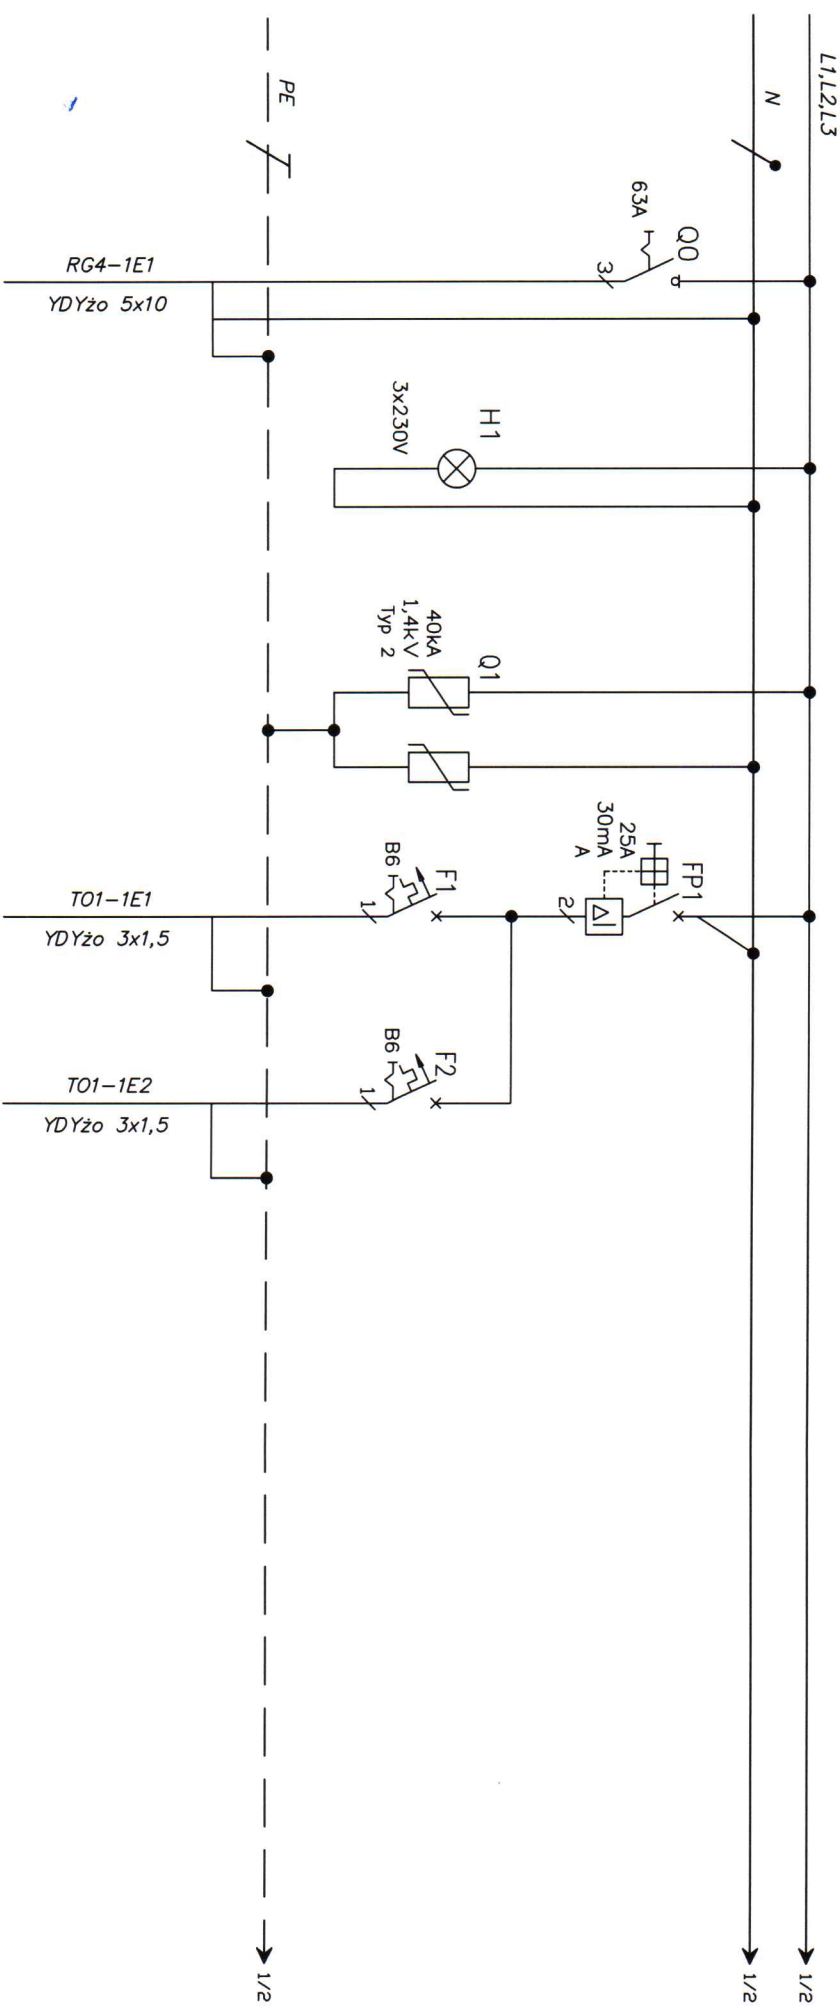 L1,L2,L3
N
PE
Q0
63A
3
RG4-1E1
YDYżo 5x10
H1
3x230V
Q1
40kA
1,4kV
Typ 2
FP1
25A
30mA
A
2
F1
B6
1
TO1-1E1
YDYżo 3x1,5
F2
B6
1
TO1-1E2
YDYżo 3x1,5
1/2
1/2
1/2